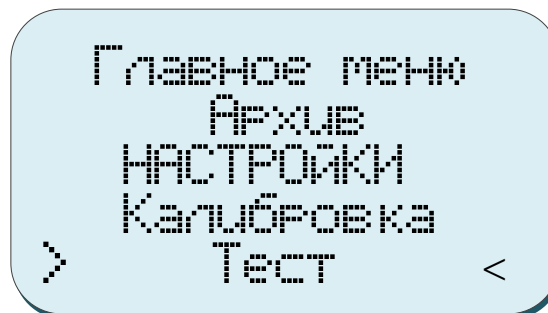 Главное меню
Архив
НАСТРОЙКИ
Калибровка
> Тест <